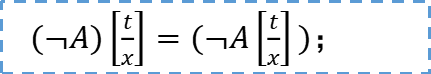 (¬A)[t/x] = (¬A[t/x])；